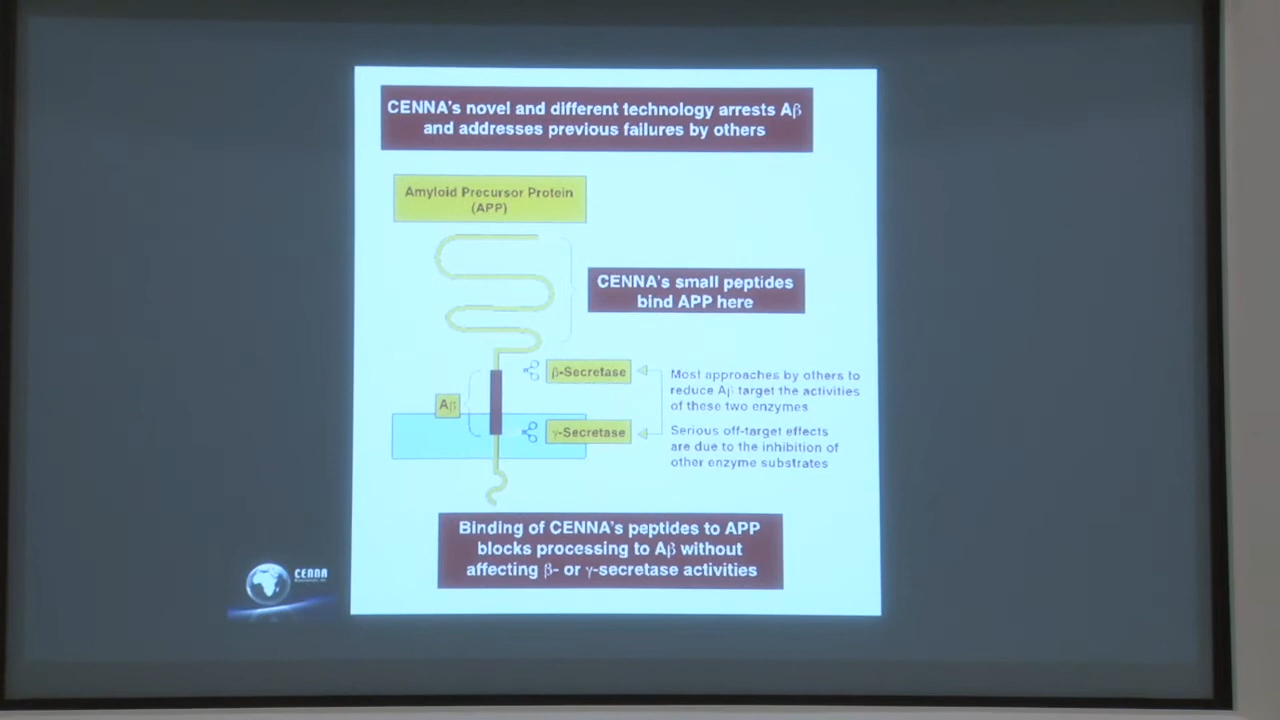 CENNA's novel and different technology arrests Aβ
and addresses previous failures by others
Amyloid Precursor Protein
(APP)
CENNA's small peptides
bind APP here
β-Secretase
Most approaches by others to
reduce Aβ target the activities
of these two enzymes
Aβ
γ-Secretase
Serious off-target effects
are due to the inhibition of
other enzyme substrates
Binding of CENNA's peptides to APP
blocks processing to Aβ without
affecting β- or γ-secretase activities
CENNA